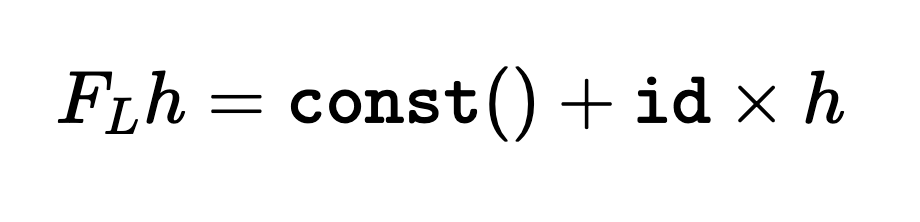 F_L h = const() + id × h